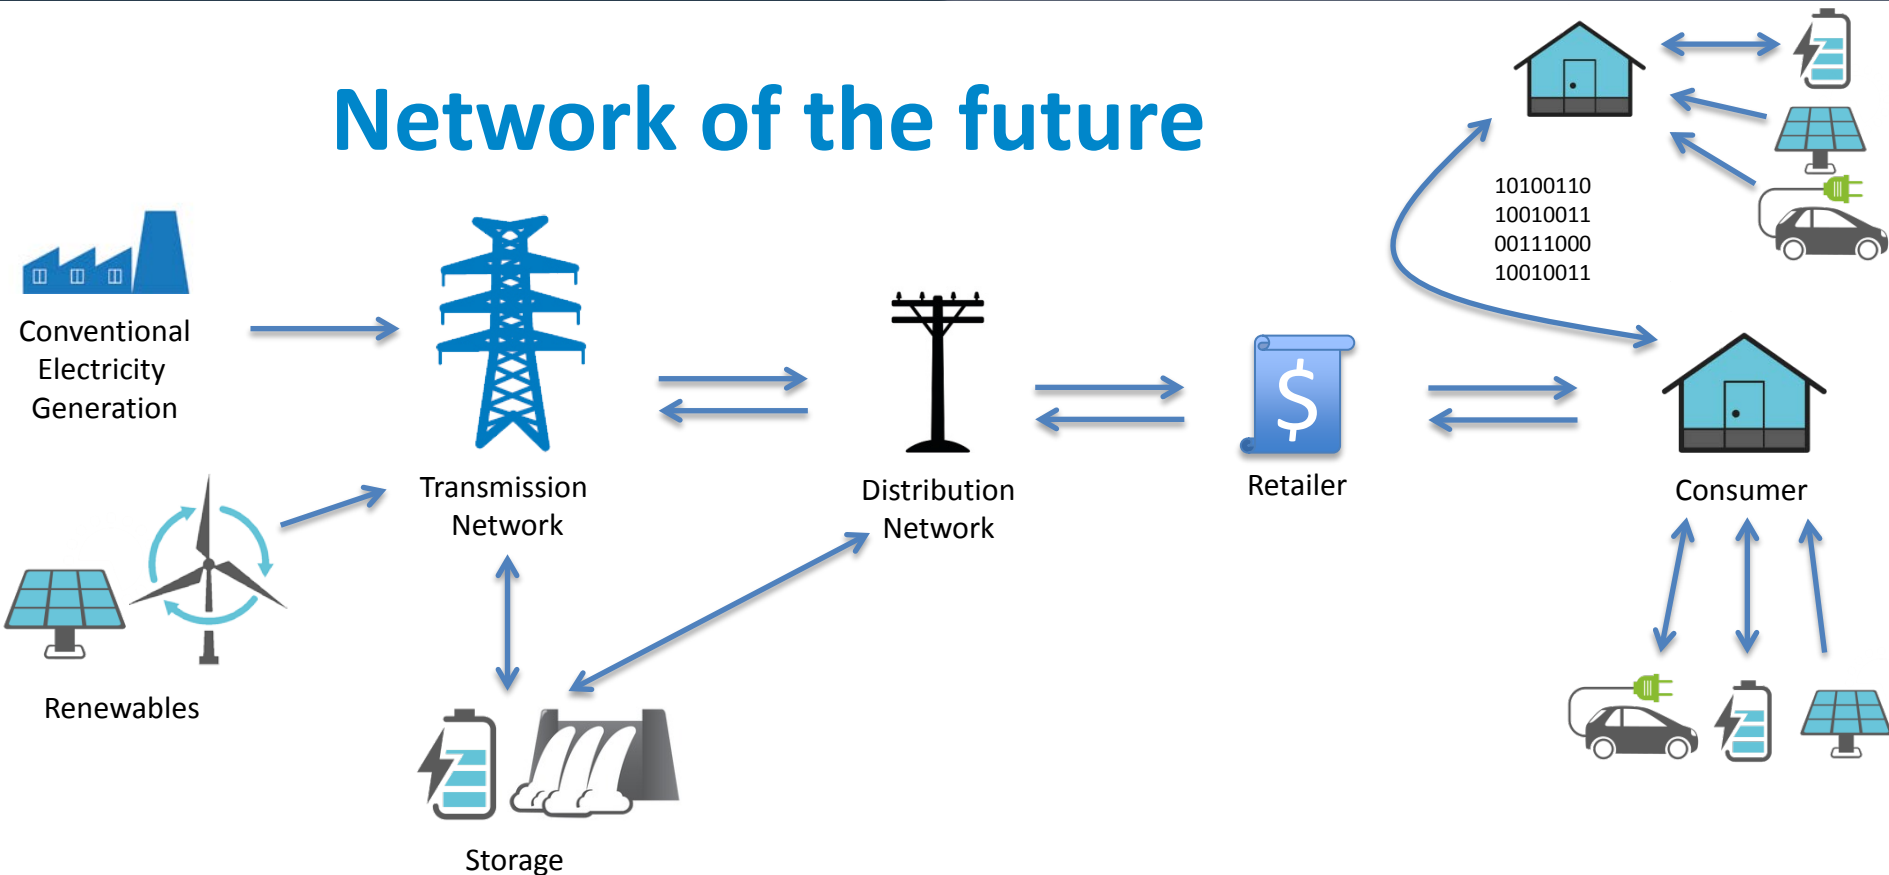 Network of the future
10100110
10010011
00111000
10010011
Conventional
Electricity
Generation
Transmission
Network
Distribution
Network
$
Retailer
Consumer
Renewables
Storage